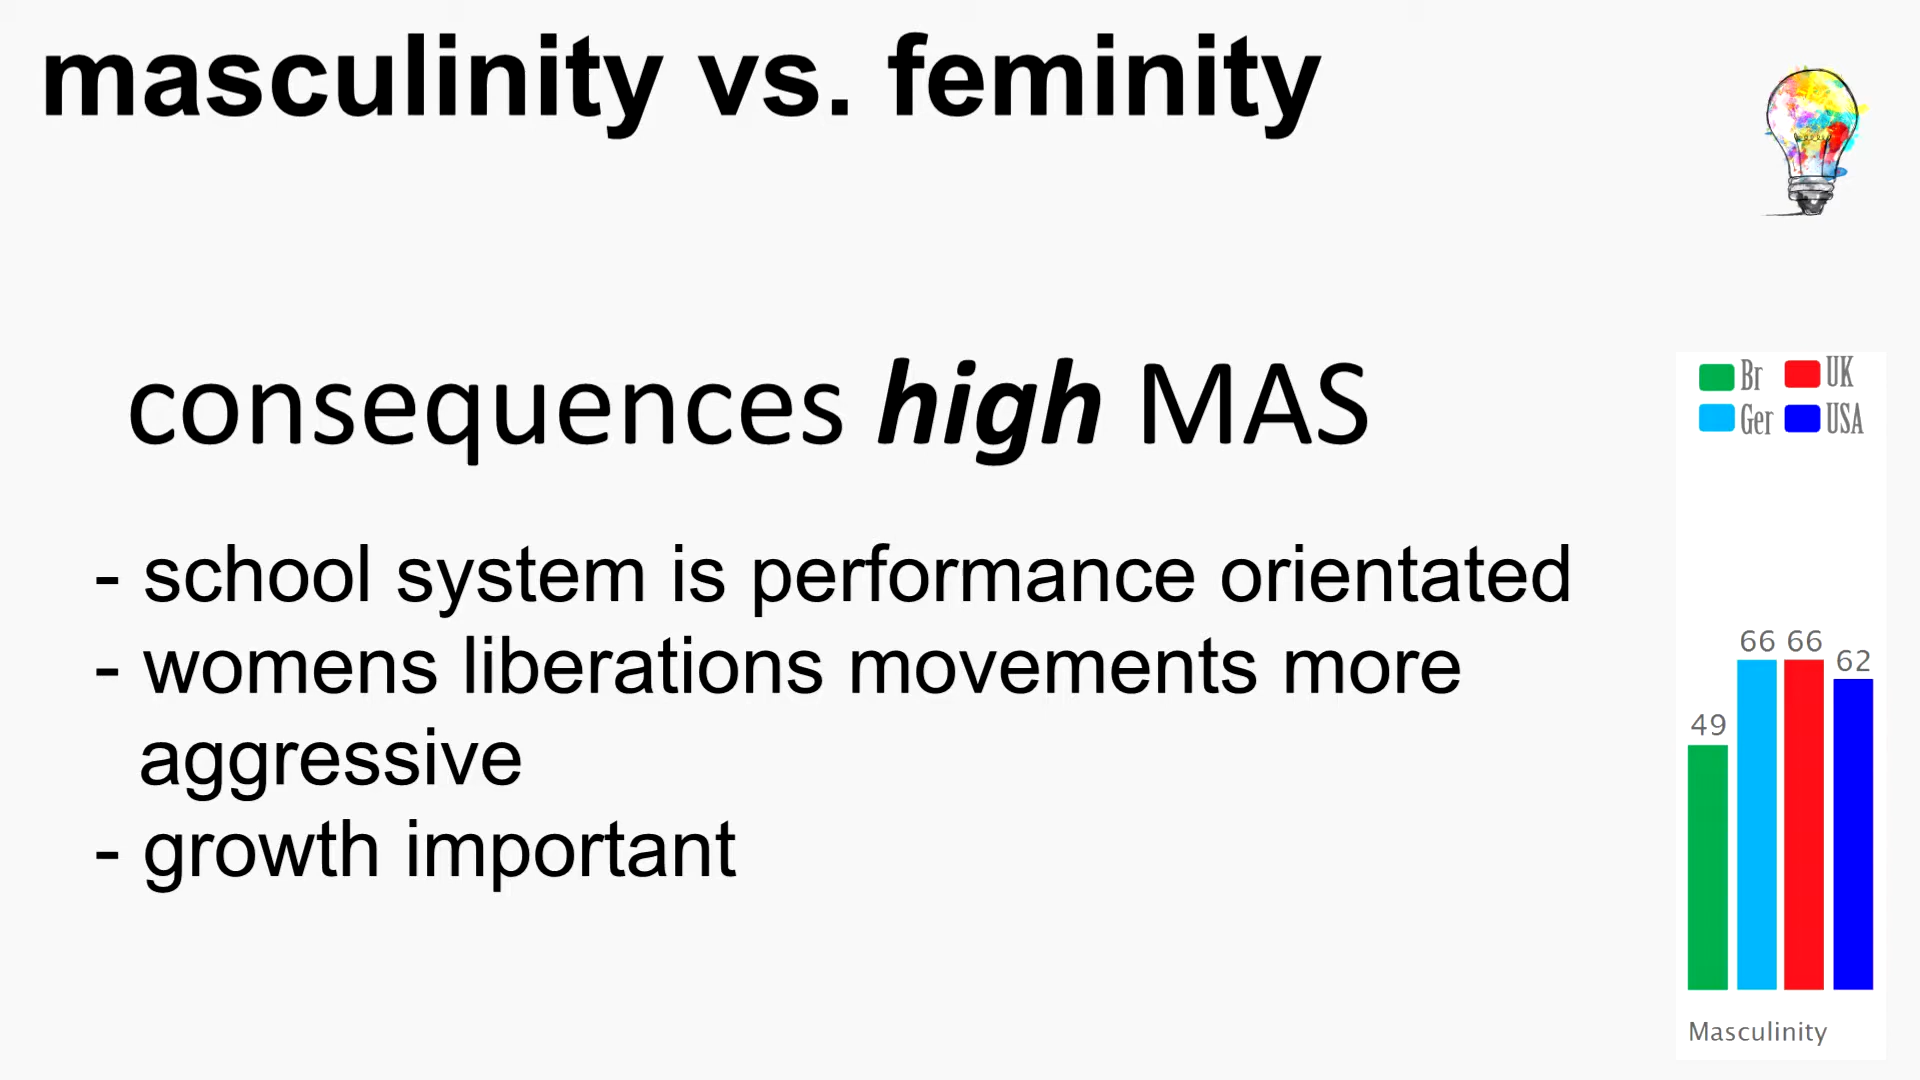 masculinity vs. feminity
consequences high MAS
- school system is performance orientated
- womens liberations movements more
aggressive
- growth important
Br UK
Ger USA
49 66 66 62
Masculinity